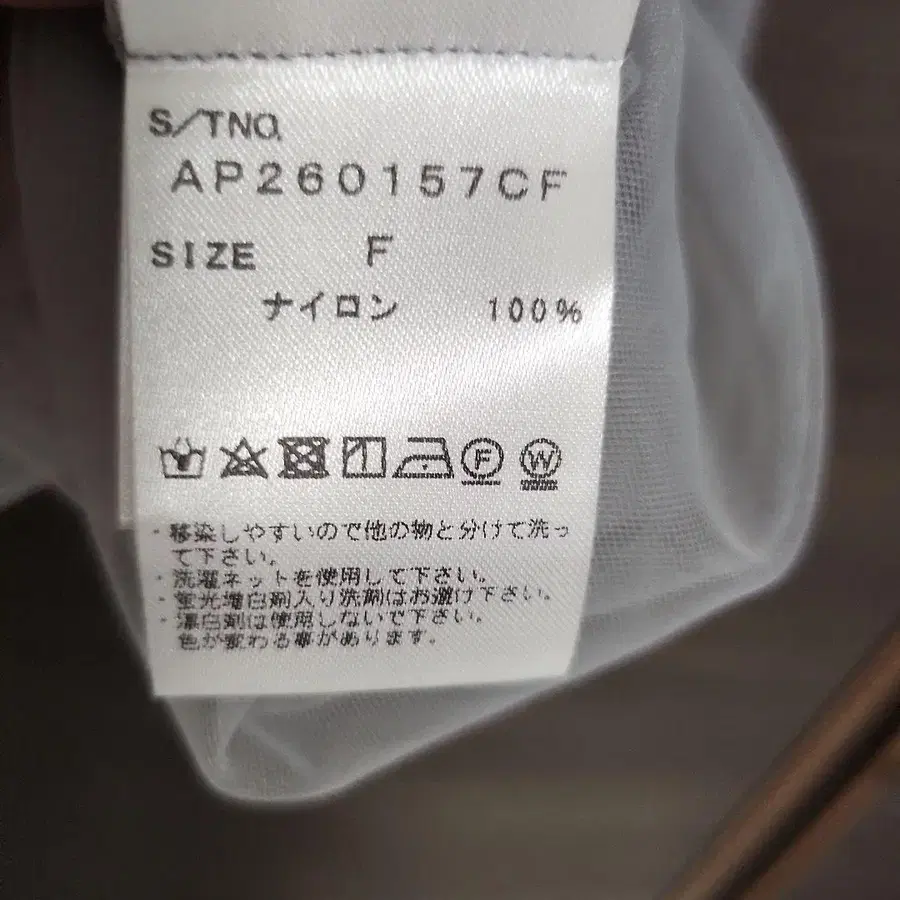 S/TNO.
AP260157CF
SIZE F
ナイロン 100%
F W
・移染しやすいので他の物と分けて洗っ
て下さい。
・洗濯ネットを使用して下さい。
・蛍光増白剤入り洗剤はお避け下さい。
・漂白剤は使用しないで下さい。
色が変わる事があります。